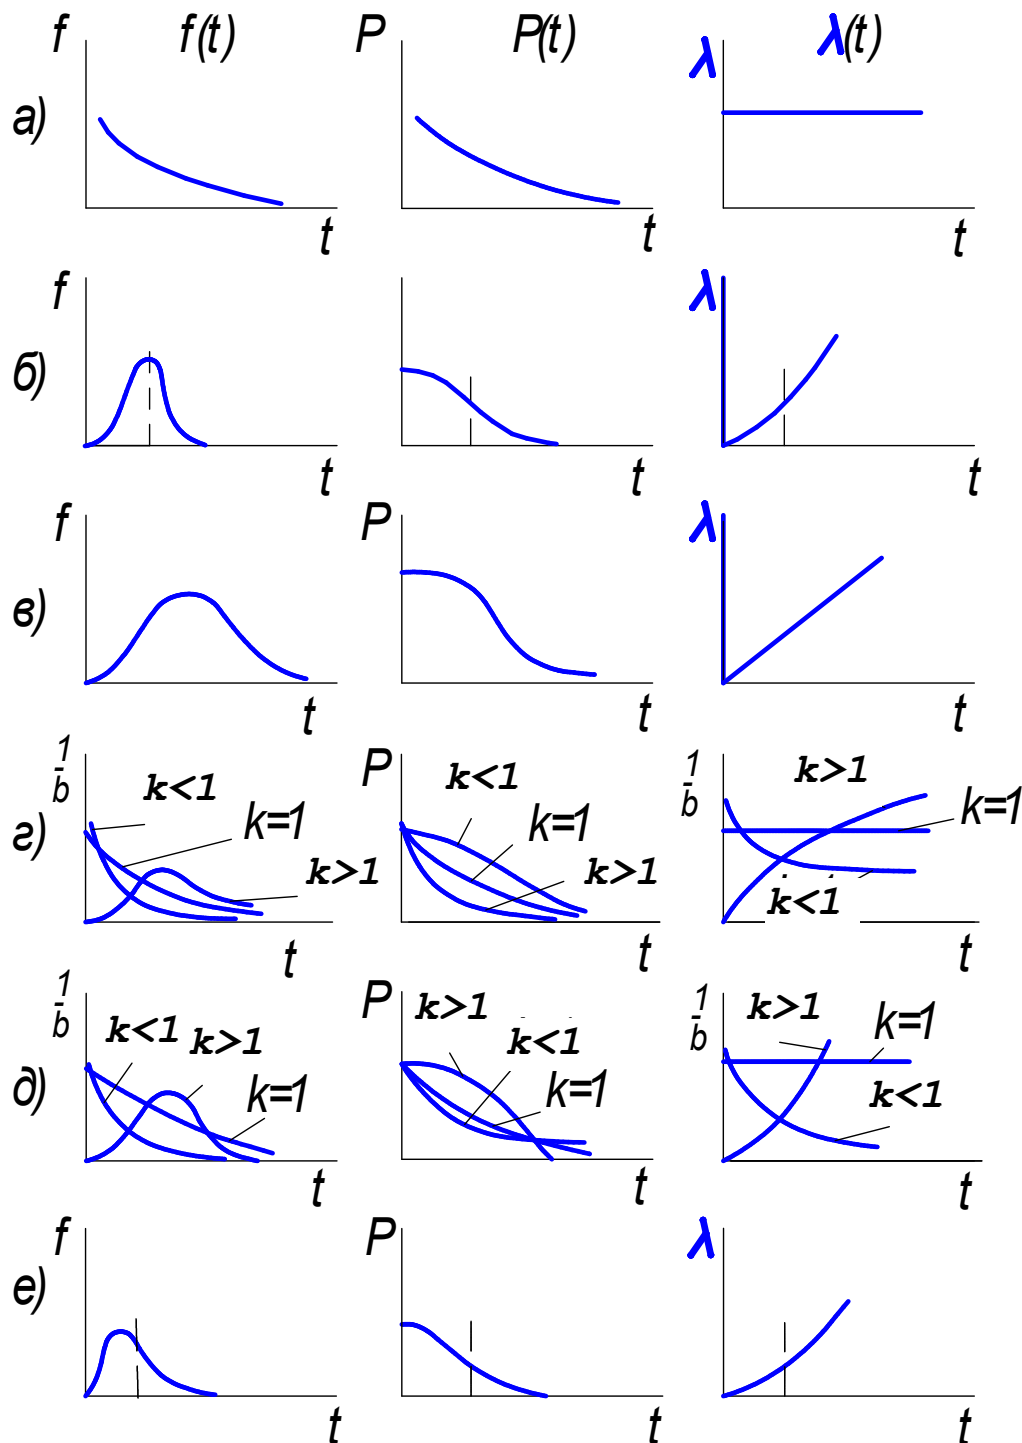 f f(t) P P(t) λ λ(t)
а)
t t t
f λ
б)
t t t
f P λ
в)
t t t
1/b P 1/b
k<1 k<1 k>1
г) k=1 k=1 k=1
k>1 k>1 k<1
t t t
1/b P 1/b
k<1 k>1 k>1 k<1 k>1 k=1
д) k=1 k=1 k<1
t t t
f P λ
е)
t t t